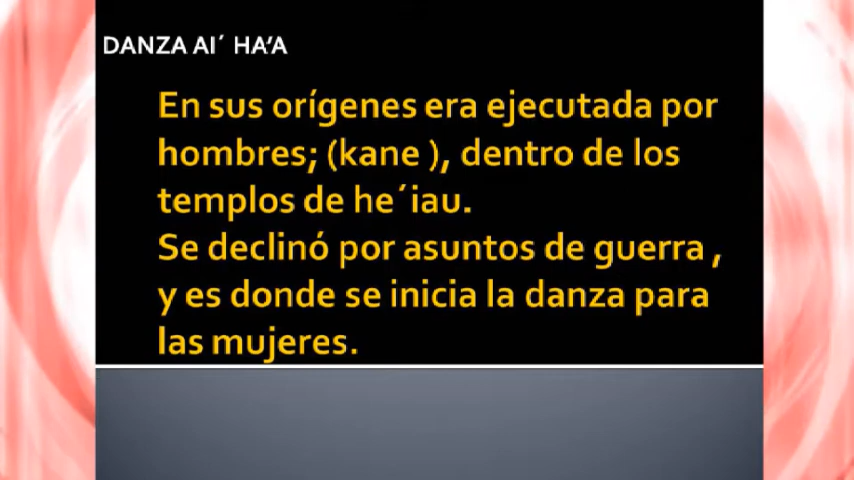 DANZA AI´ HA’A
En sus orígenes era ejecutada por
hombres; (kane ), dentro de los
templos de he´iau.
Se declinó por asuntos de guerra ,
y es donde se inicia la danza para
las mujeres.